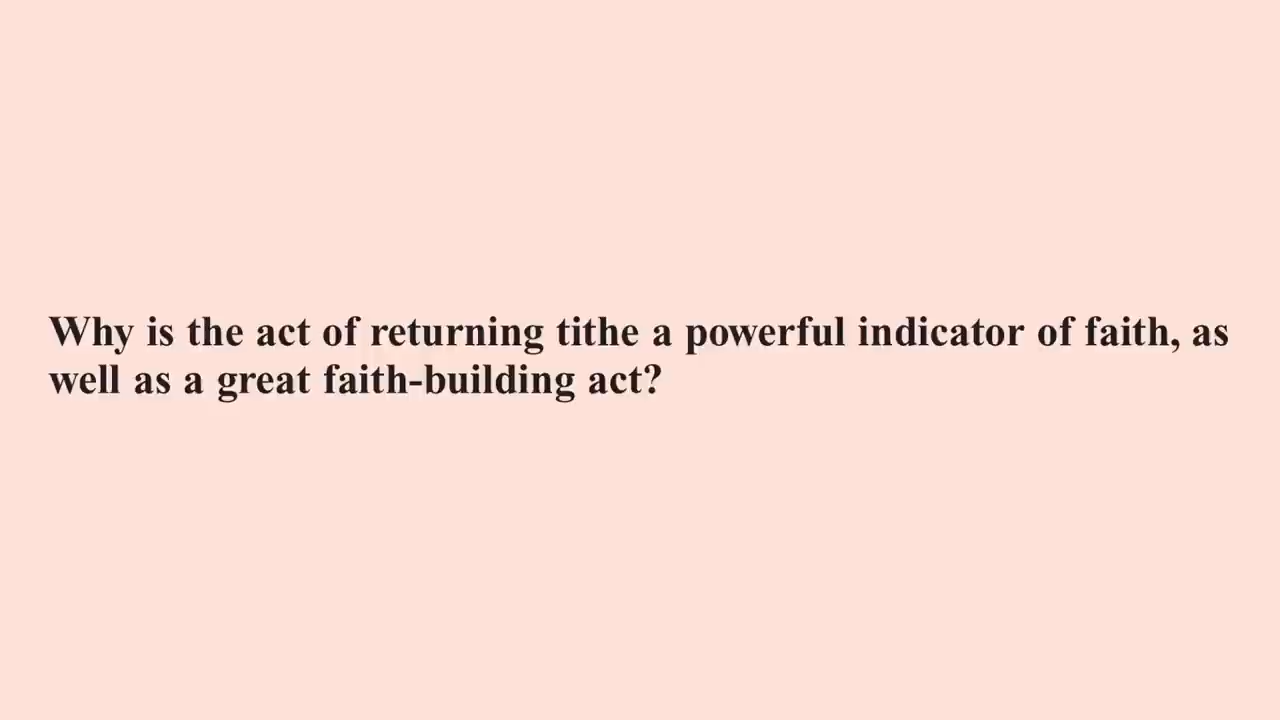 Why is the act of returning tithe a powerful indicator of faith, as
well as a great faith-building act?